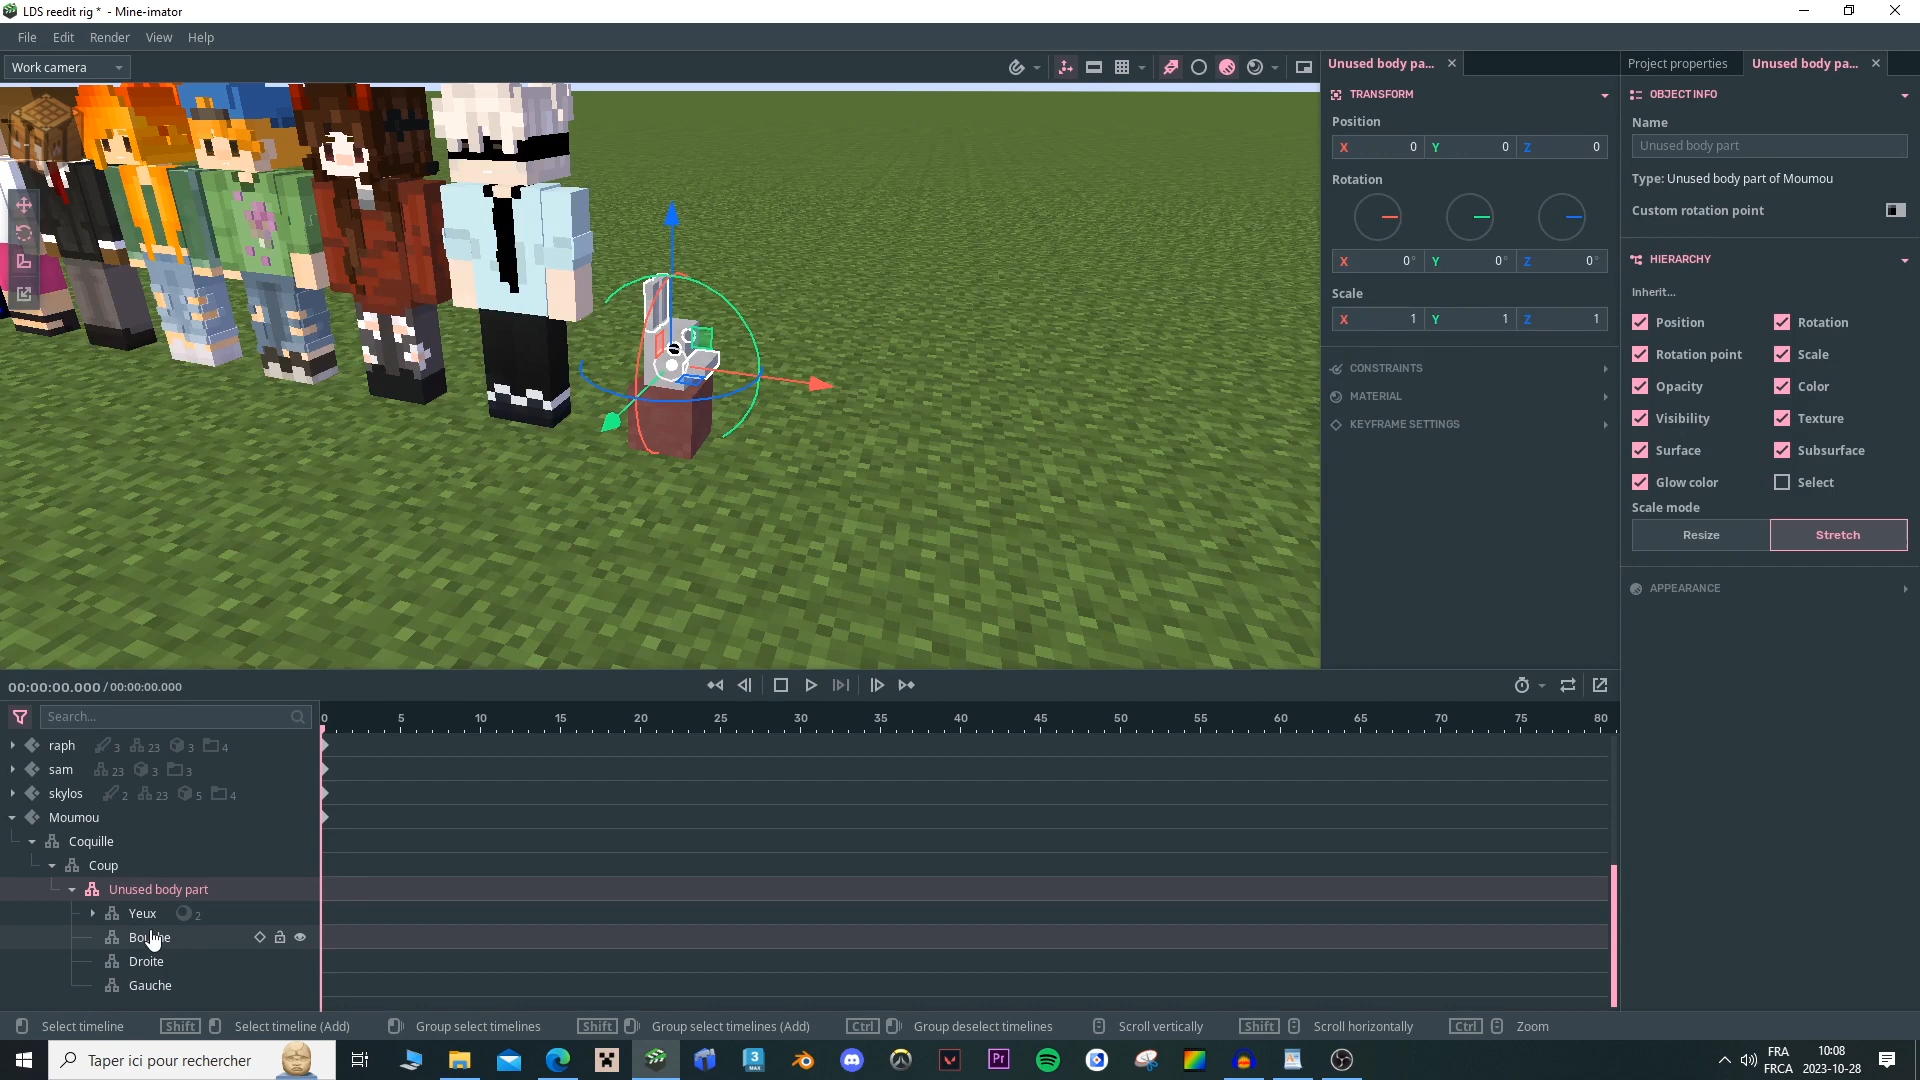 LDS reedit rig * - Mine-imator
File Edit Render View Help
Work camera
Unused body pa...
Project properties
Unused body pa...
TRANSFORM
Position
X 0 Y 0 Z 0
Rotation
X 0° Y 0° Z 0°
Scale
X 1 Y 1 Z 1
CONSTRAINTS
MATERIAL
KEYFRAME SETTINGS
OBJECT INFO
Name
Unused body part
Type: Unused body part of Moumou
Custom rotation point
HIERARCHY
Inherit...
Position Rotation
Rotation point Scale
Opacity Color
Visibility Texture
Surface Subsurface
Glow color Select
Scale mode
Resize Stretch
APPEARANCE
00:00:00.000 / 00:00:00.000
Search...
0 5 10 15 20 25 30 35 40 45 50 55 60 65 70 75 80
raph 3 23 3 4
sam 23 3 3
skylos 2 23 5 4
Moumou
Coquille
Coup
Unused body part
Yeux 2
Droite
Gauche
Select timeline Shift Select timeline (Add) Group select timelines Shift Group select timelines (Add) Ctrl Group deselect timelines Scroll vertically Shift Scroll horizontally Ctrl Zoom
Taper ici pour rechercher
3
MAX
Pr
FRA
FRCA
10:08
2023-10-28